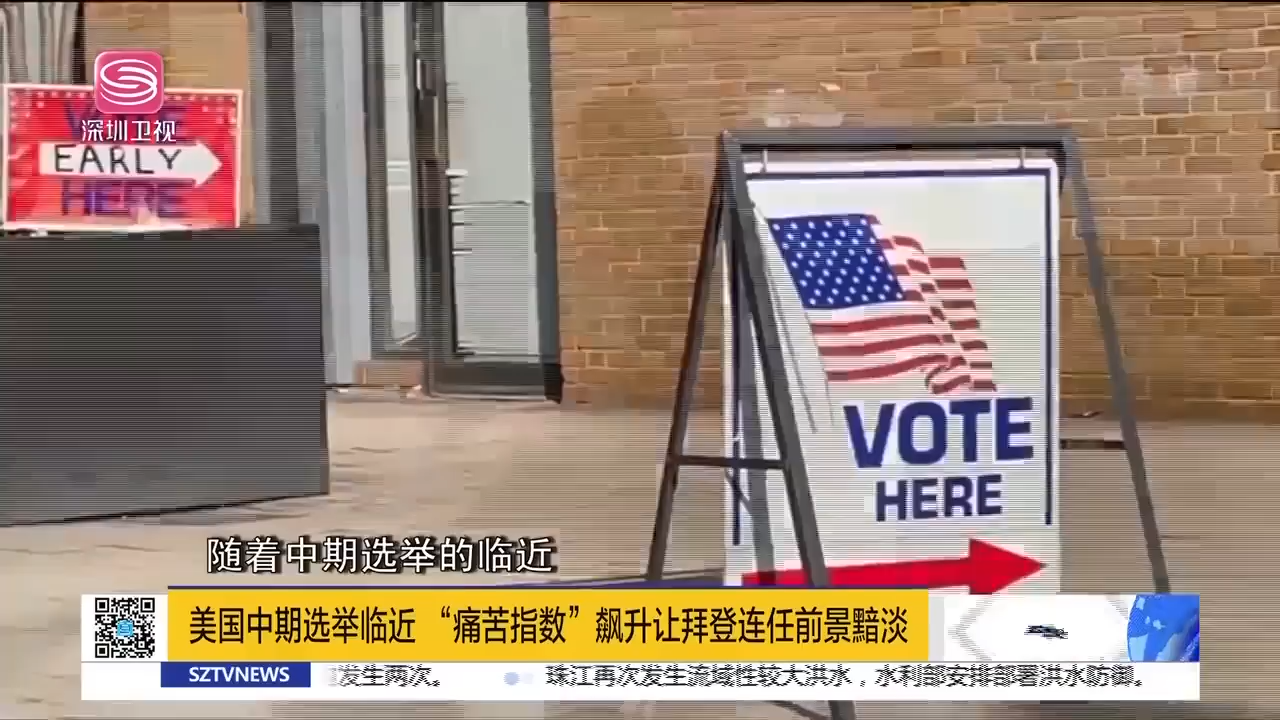 深圳卫视
VOTE
EARLY
HERE
VOTE
HERE
随着中期选举的临近
美国中期选举临近 “痛苦指数”飙升让拜登连任前景黯淡
SZTVNEWS
发生两次。
珠江再次发生流域性较大洪水，水利部安排部署洪水防御。